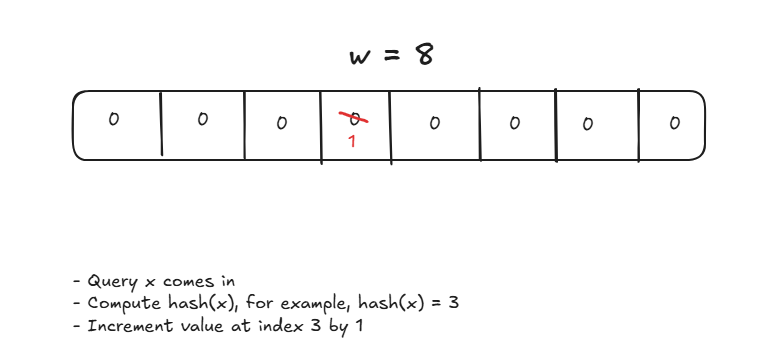 w = 8
0 0 0 0 0 0 0 0
1
- Query x comes in
- Compute hash(x), for example, hash(x) = 3
- Increment value at index 3 by 1